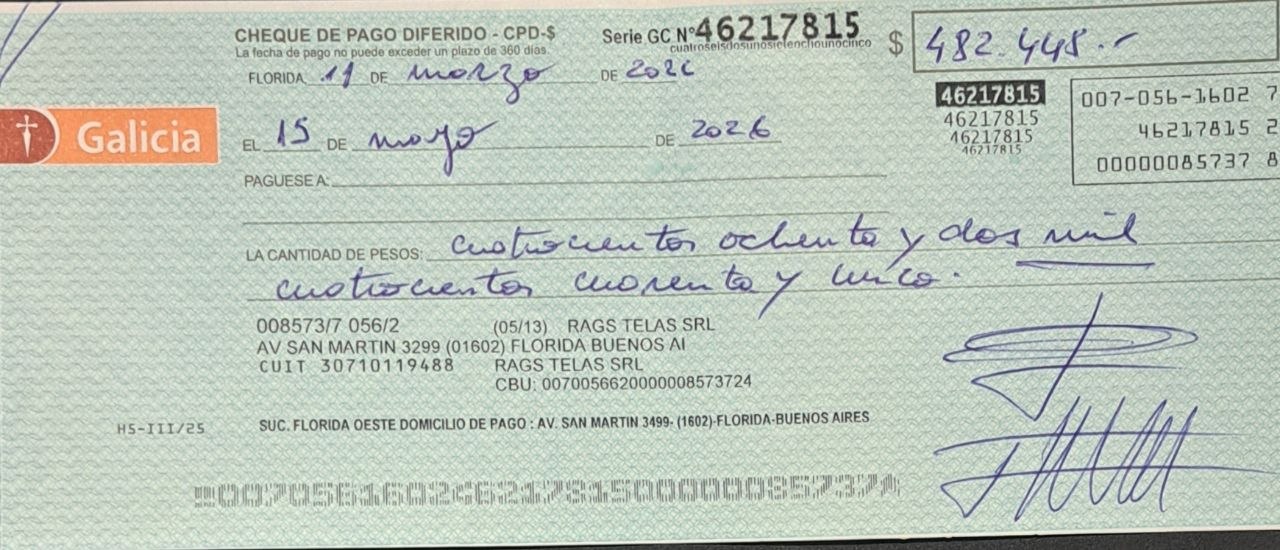 CHEQUE DE PAGO DIFERIDO - CPD-$
La fecha de pago no puede exceder un plazo de 360 días.
Serie GC N° 46217815
cuatroseisdosunosieteochounocinco
$ 482.445.-
FLORIDA 11 DE marzo DE 2026
46217815
46217815
46217815
46217815
007-056-1602 7
46217815 2
00000085737 8
Galicia
EL 15 DE mayo DE 2026
PAGUESE A:
LA CANTIDAD DE PESOS: cuatrocientos ochenta y dos mil
cuatrocientos cuarenta y cinco.
008573/7 056/2 (05/13) RAGS TELAS SRL
AV SAN MARTIN 3299 (01602) FLORIDA BUENOS AI
CUIT 30710119488 RAGS TELAS SRL
CBU: 0070056620000008573724
HS-III/25
SUC. FLORIDA OESTE DOMICILIO DE PAGO : AV. SAN MARTIN 3499- (1602)-FLORIDA-BUENOS AIRES